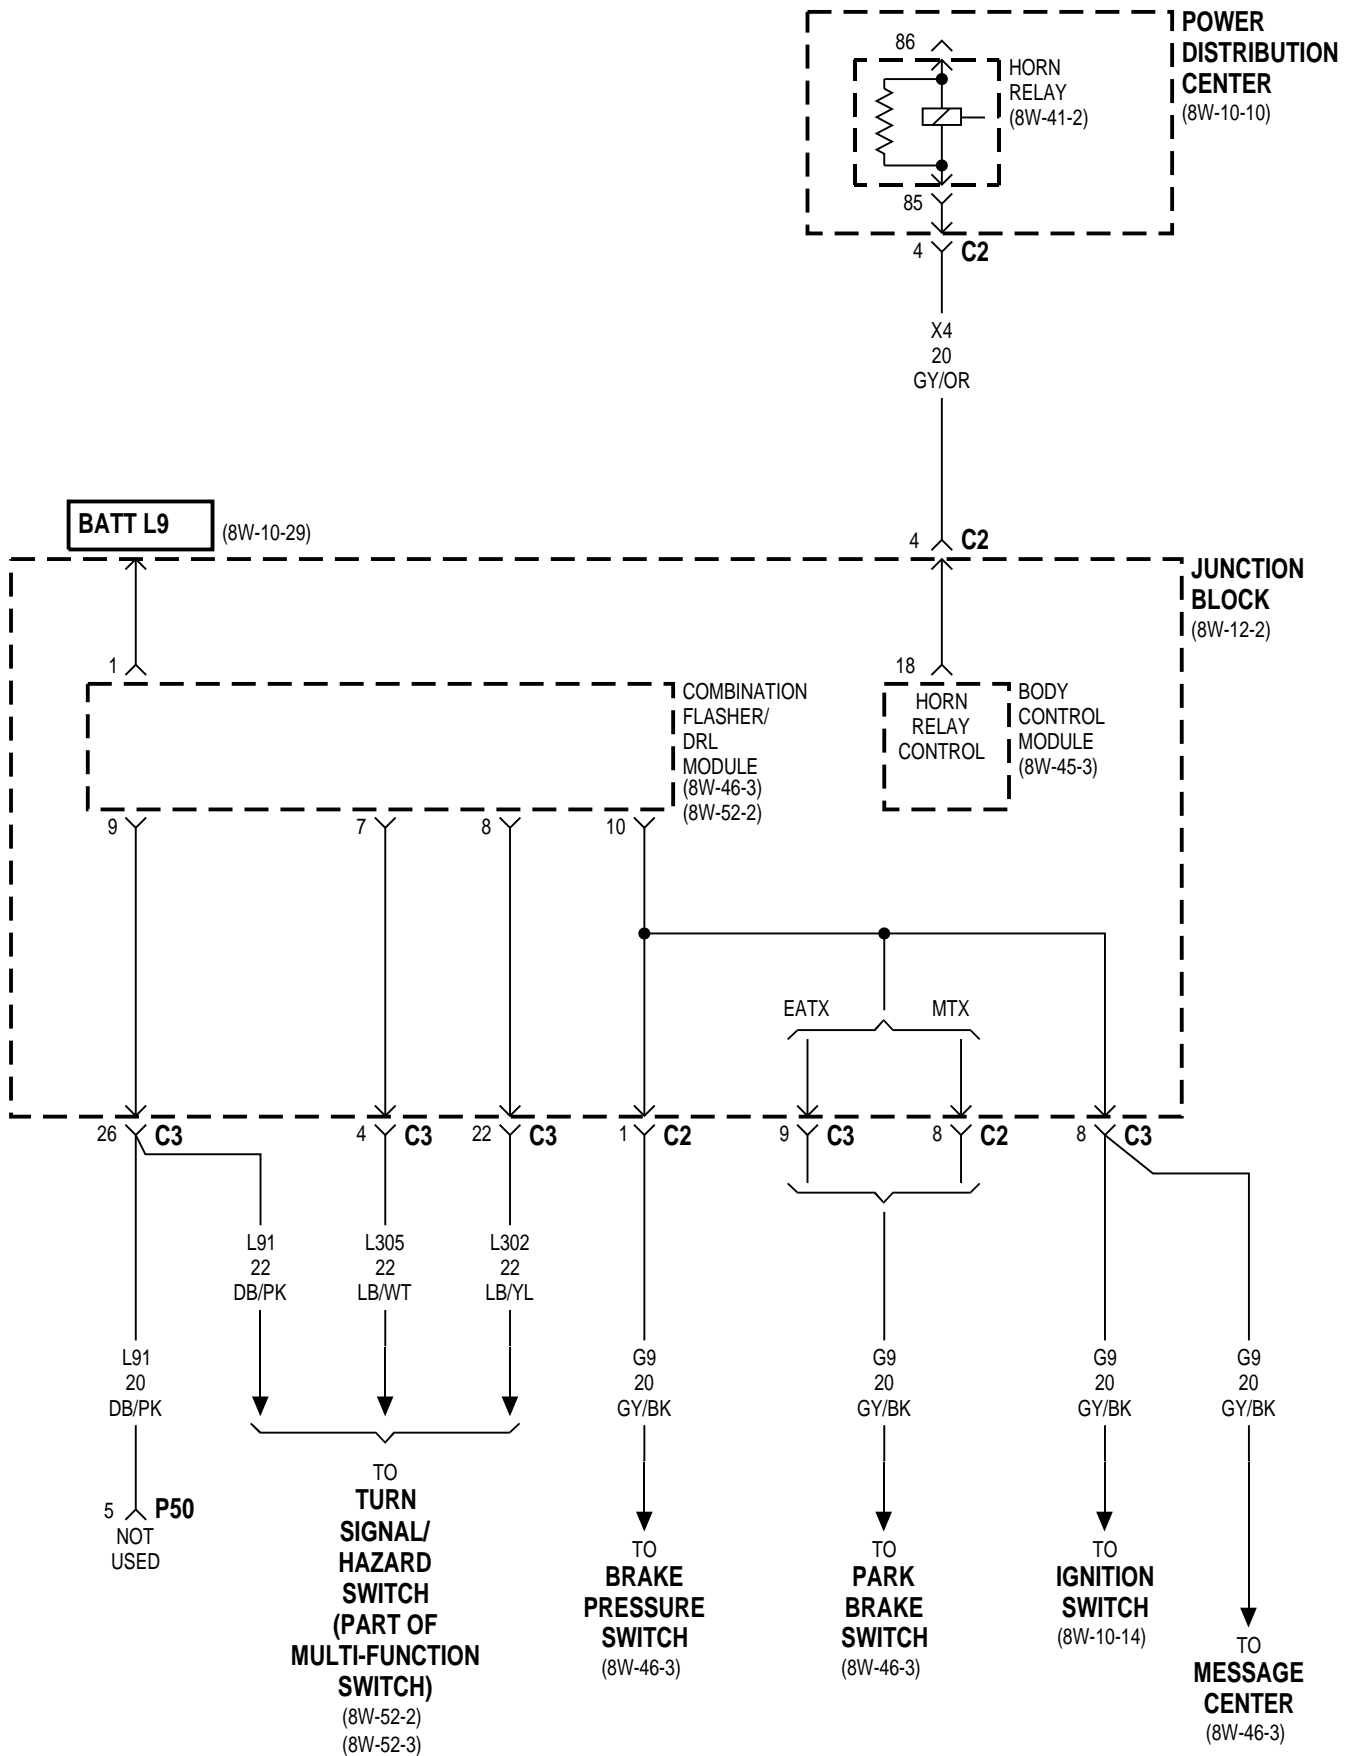 POWER
DISTRIBUTION
CENTER
(8W-10-10)
86
HORN
RELAY
(8W-41-2)
85
4
C2
X4
20
GY/OR
BATT L9
(8W-10-29)
4
C2
JUNCTION
BLOCK
(8W-12-2)
1
18
COMBINATION
FLASHER/
DRL
MODULE
(8W-46-3)
(8W-52-2)
HORN
RELAY
CONTROL
BODY
CONTROL
MODULE
(8W-45-3)
9
7
8
10
EATX
MTX
26
C3
4
C3
22
C3
1
C2
9
C3
8
C2
8
C3
L91
22
DB/PK
L305
22
LB/WT
L302
22
LB/YL
L91
20
DB/PK
G9
20
GY/BK
G9
20
GY/BK
G9
20
GY/BK
G9
20
GY/BK
5
P50
NOT
USED
TO
TURN
SIGNAL/
HAZARD
SWITCH
(PART OF
MULTI-FUNCTION
SWITCH)
(8W-52-2)
(8W-52-3)
TO
BRAKE
PRESSURE
SWITCH
(8W-46-3)
TO
PARK
BRAKE
SWITCH
(8W-46-3)
TO
IGNITION
SWITCH
(8W-10-14)
TO
MESSAGE
CENTER
(8W-46-3)